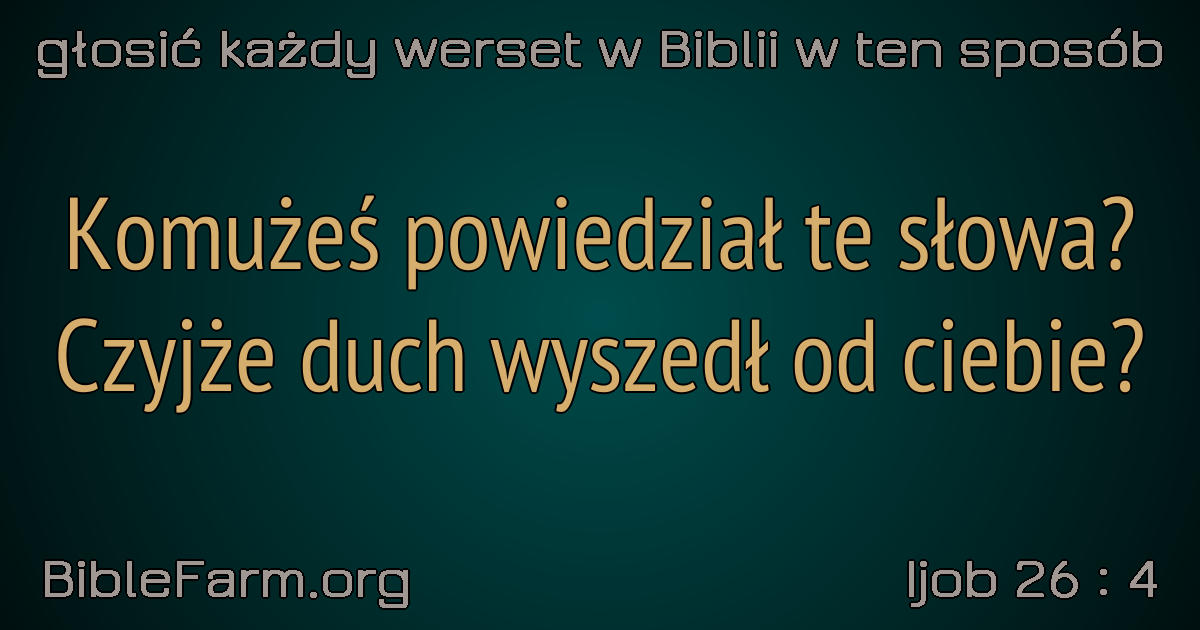 głosić każdy werset w Biblii w ten sposób
Komużeś powiedział te słowa?
Czyjże duch wyszedł od ciebie?
BibleFarm.org
Ijob 26 : 4